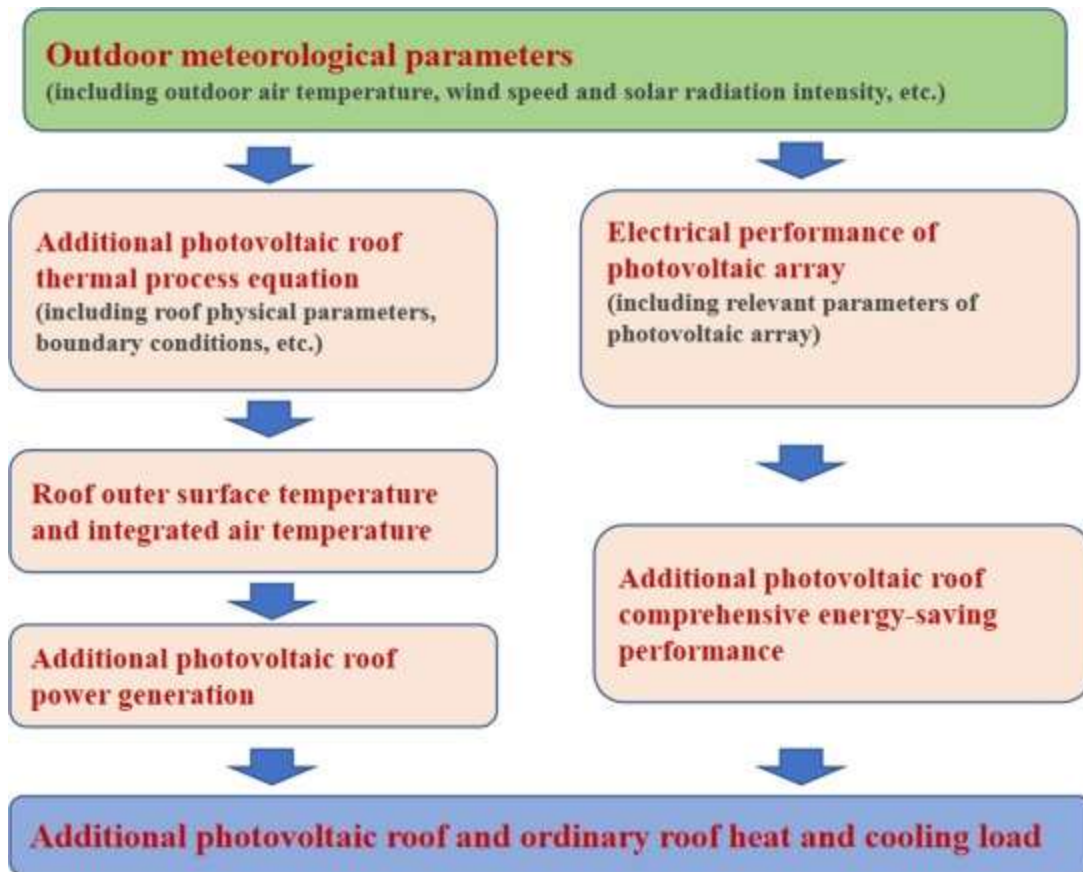 Outdoor meteorological parameters
(including outdoor air temperature, wind speed and solar radiation intensity, etc.)
Additional photovoltaic roof
thermal process equation
(including roof physical parameters,
boundary conditions, etc.)
Electrical performance of
photovoltaic array
(including relevant parameters of
photovoltaic array)
Roof outer surface temperature
and integrated air temperature
Additional photovoltaic roof
comprehensive energy-saving
performance
Additional photovoltaic roof
power generation
Additional photovoltaic roof and ordinary roof heat and cooling load